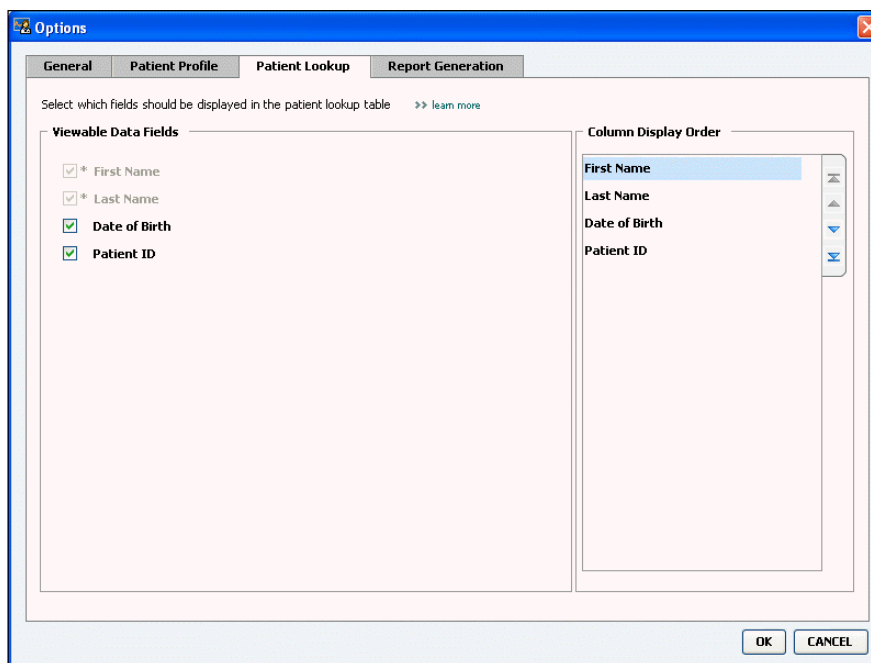 Options
General Patient Profile Patient Lookup Report Generation
Select which fields should be displayed in the patient lookup table >> learn more
Viewable Data Fields
* First Name
* Last Name
Date of Birth
Patient ID
Column Display Order
First Name
Last Name
Date of Birth
Patient ID
OK CANCEL